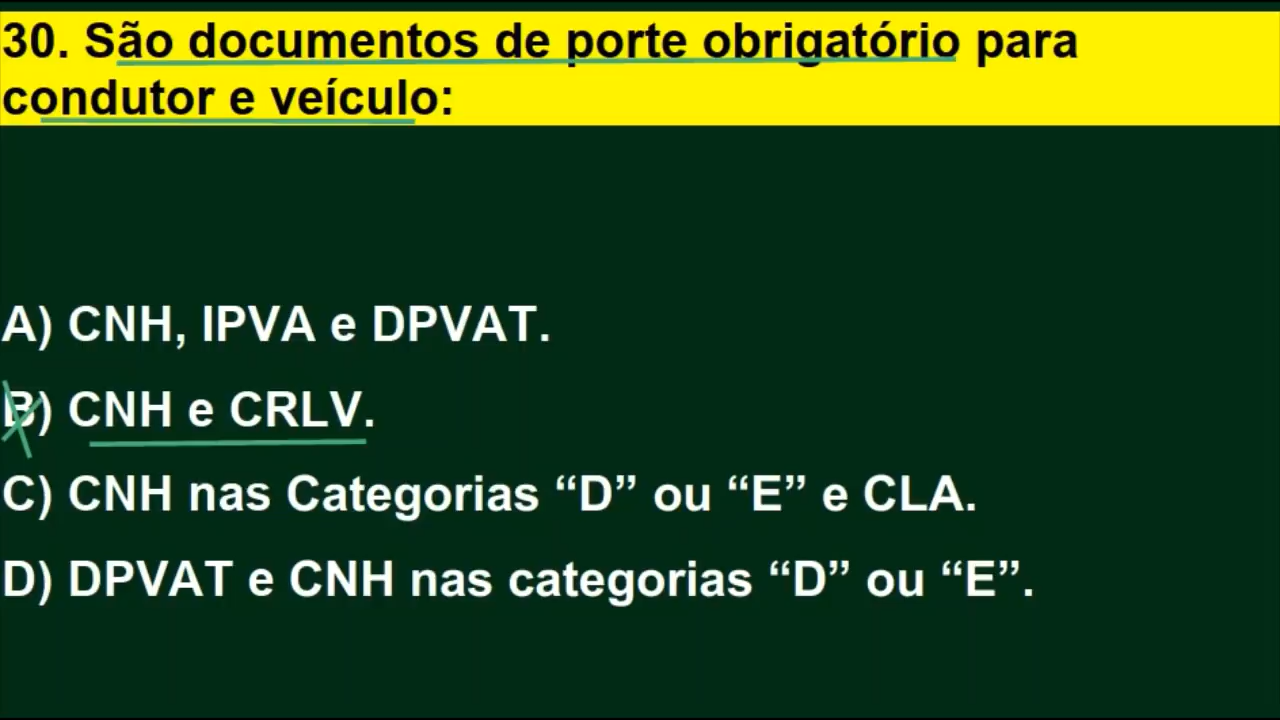 30. São documentos de porte obrigatório para
condutor e veículo:
A) CNH, IPVA e DPVAT.
B) CNH e CRLV.
C) CNH nas Categorias “D” ou “E” e CLA.
D) DPVAT e CNH nas categorias “D” ou “E”.